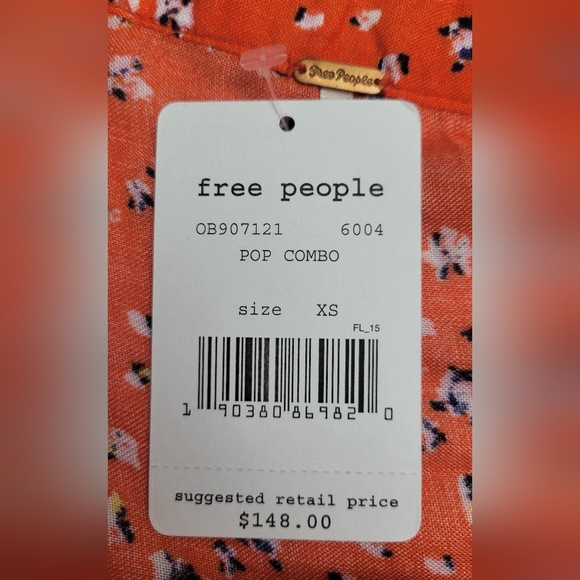 Free People
free people
OB907121 6004
POP COMBO
size XS
FL_15
1 90380 86982 0
suggested retail price
$148.00